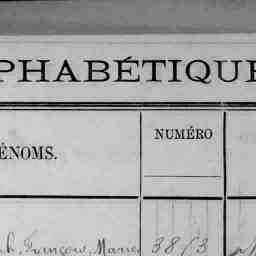 PHABÉTIQUE
NUMÉRO
ÉNOMS.
François Marie 3813